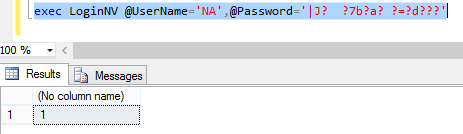 exec LoginNV @UserName='NA',@Password='|J?  ?7b?a? ?=?d???'
100 %
Results Messages
(No column name)
1 1